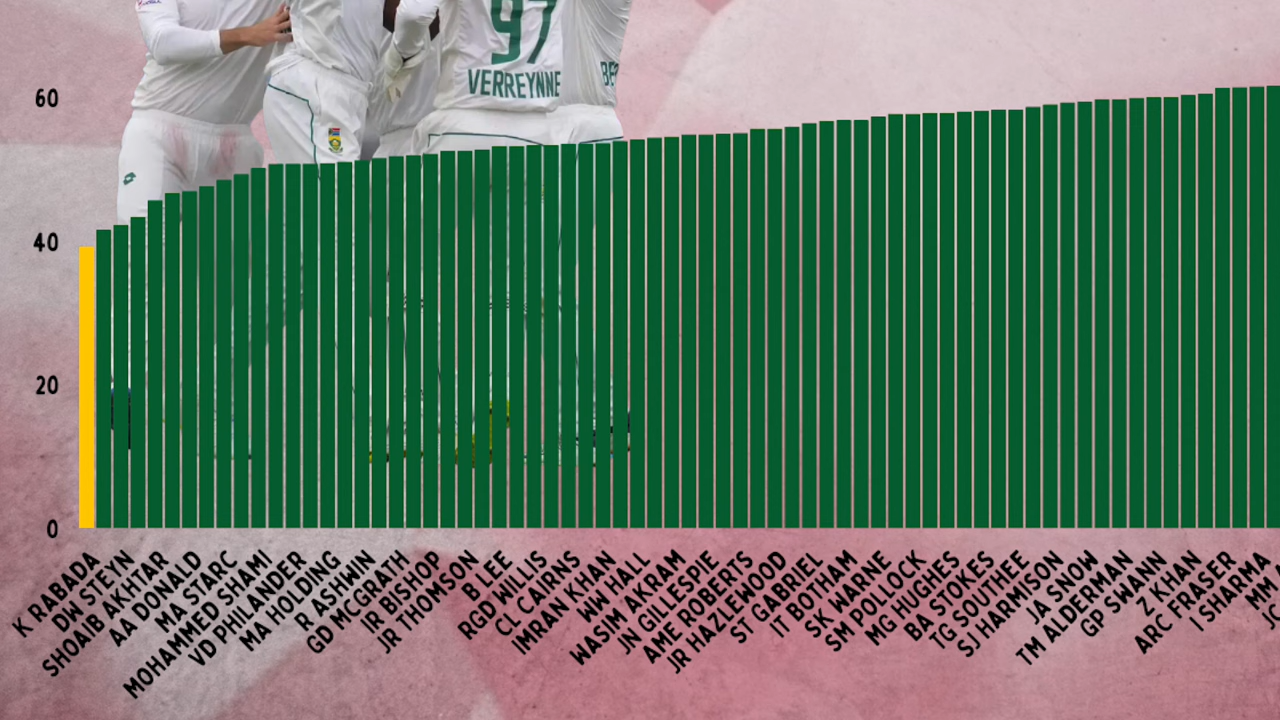 97
VERREYNNE
60
40
20
0
K RABADA
DW STEYN
SHOAIB AKHTAR
AA DONALD
MA STARC
MOHAMMED SHAMI
VD PHILANDER
MA HOLDING
R ASHWIN
GD MCGRATH
IR BISHOP
JR THOMSON
B LEE
RGD WILLIS
CL CAIRNS
IMRAN KHAN
WW HALL
WASIM AKRAM
JN GILLESPIE
AME ROBERTS
JR HAZLEWOOD
ST GABRIEL
IT BOTHAM
SK WARNE
SM POLLOCK
MG HUGHES
BA STOKES
TG SOUTHEE
SJ HARMISON
JA SNOW
TM ALDERMAN
GP SWANN
Z KHAN
ARC FRASER
I SHARMA
MM
JC